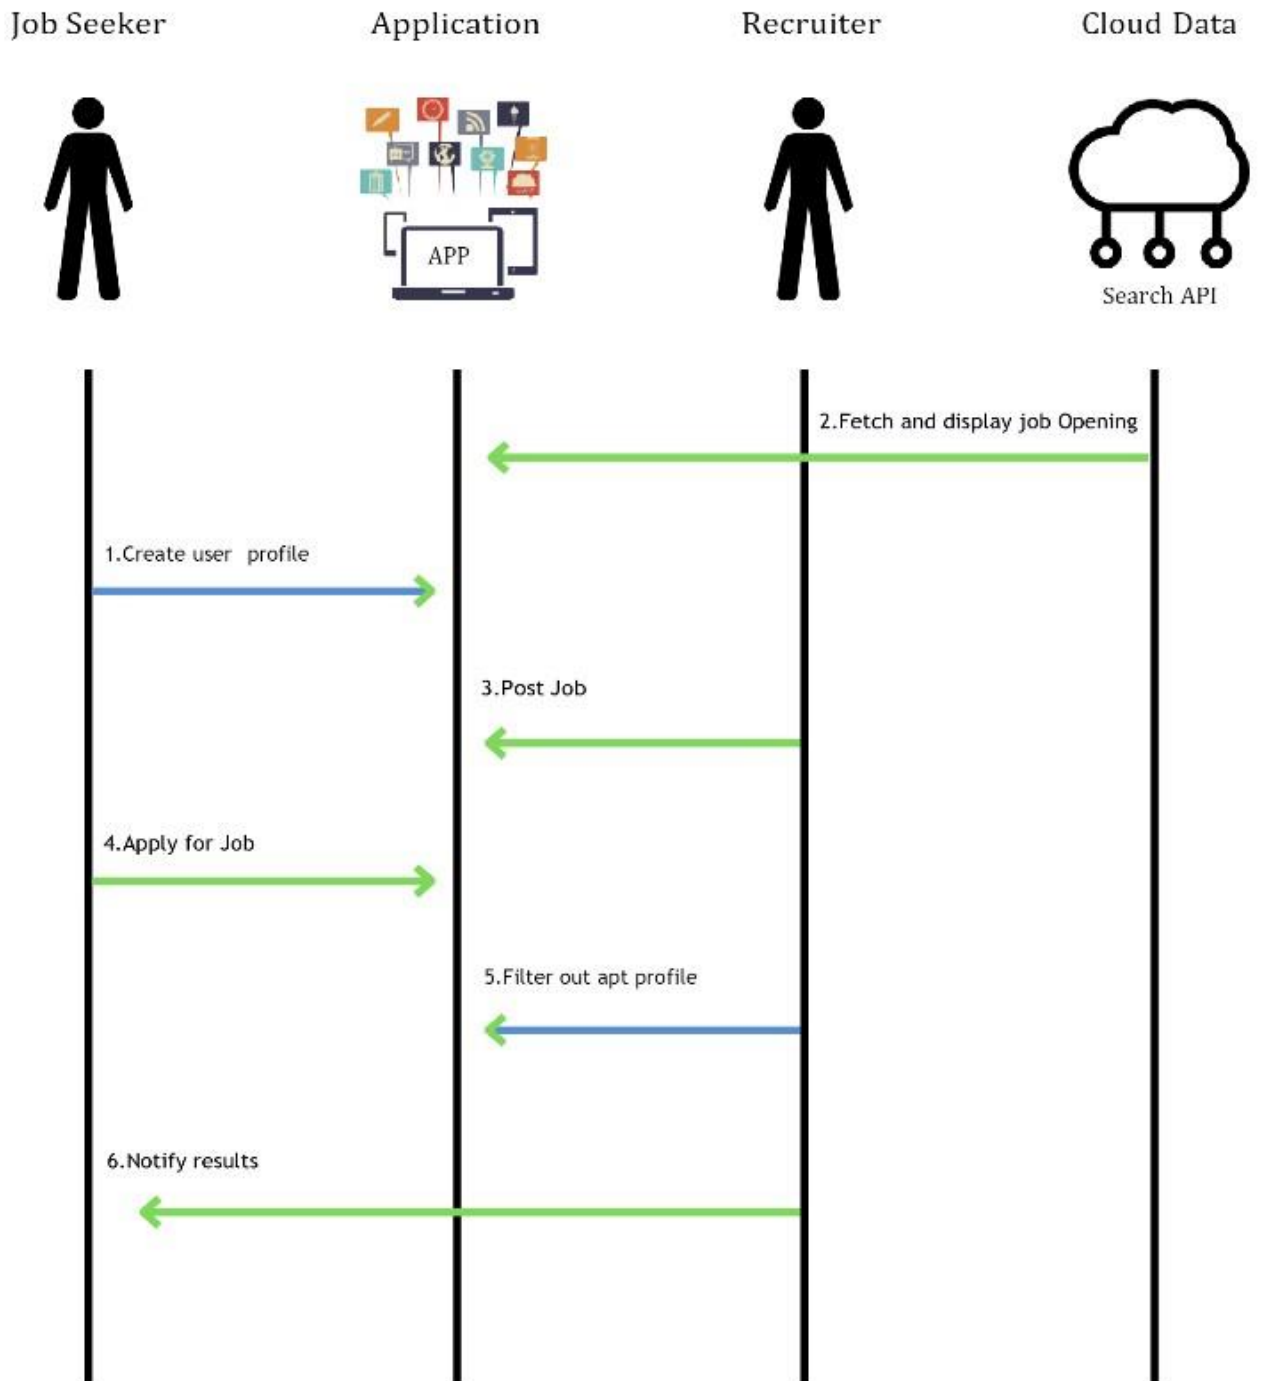 Job Seeker
Application
Recruiter
Cloud Data
APP
Search API
2.Fetch and display job Opening
1.Create user  profile
3.Post Job
4.Apply for Job
5.Filter out apt profile
6.Notify results